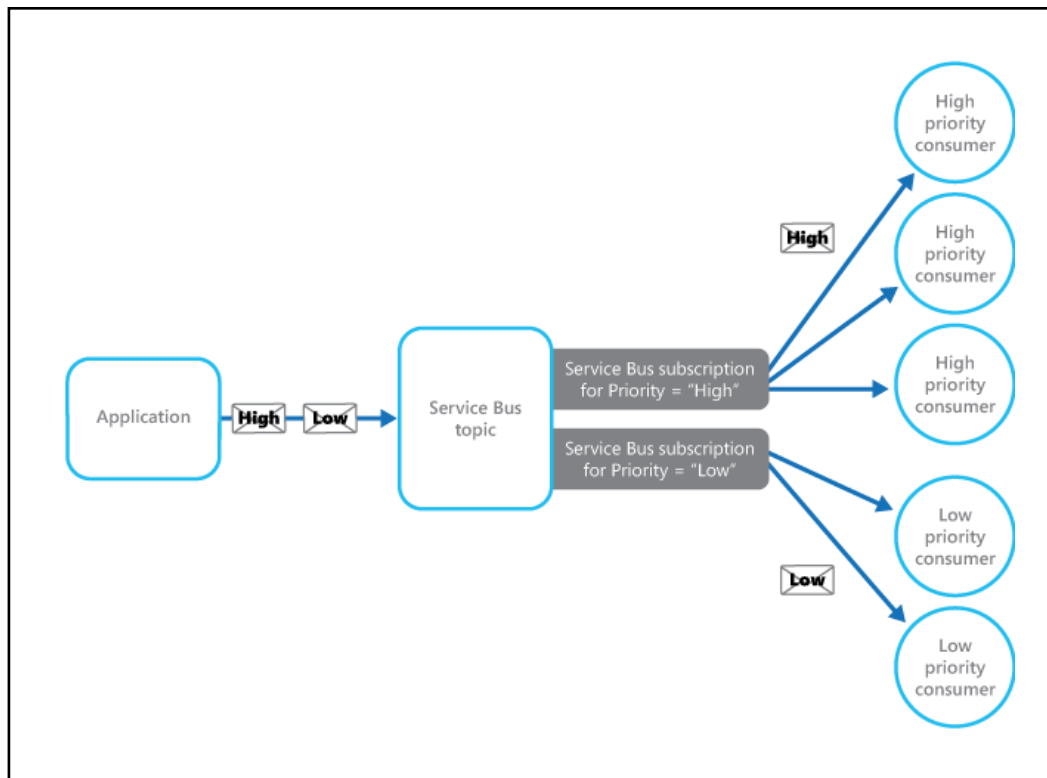 Application
High
Low
Service Bus
topic
Service Bus subscription
for Priority = "High"
Service Bus subscription
for Priority = "Low"
High
Low
High
priority
consumer
High
priority
consumer
High
priority
consumer
Low
priority
consumer
Low
priority
consumer